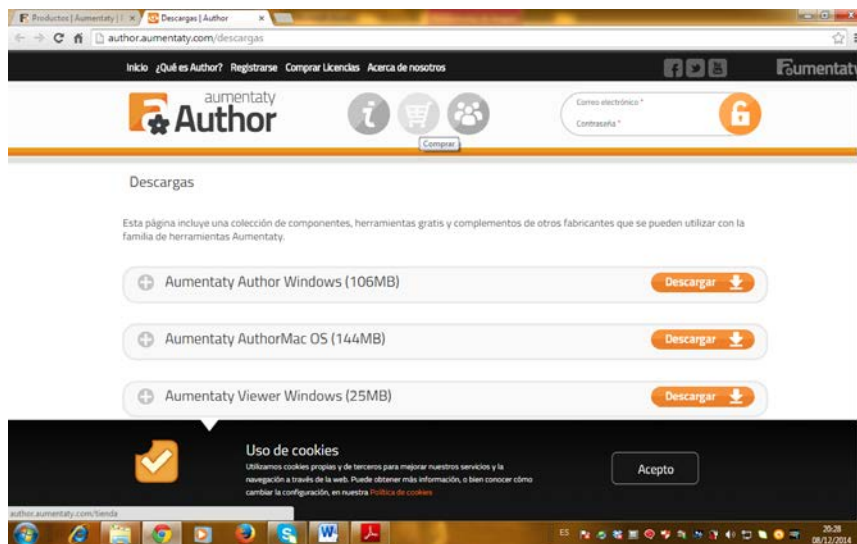 Productos | Aumentaty | 
Descargas | Author
author.aumentaty.com/descargas
Inicio ¿Qué es Author? Registrarse Comprar Licencias Acerca de nosotros
aumentaty
aumentaty
Author
Comprar
Correo electrónico *
Contraseña *
Descargas
Esta página incluye una colección de componentes, herramientas gratis y complementos de otros fabricantes que se pueden utilizar con la
familia de herramientas Aumentaty.
Aumentaty Author Windows (106MB)
Descargar
Aumentaty AuthorMac OS (144MB)
Descargar
Aumentaty Viewer Windows (25MB)
Descargar
Uso de cookies
Utilizamos cookies propias y de terceros para mejorar nuestros servicios y la
navegación a través de la web. Puede obtener más información, o bien conocer cómo
cambiar la configuración, en nuestra Política de cookies
Acepto
author.aumentaty.com/tienda
ES
20:28
08/12/2014